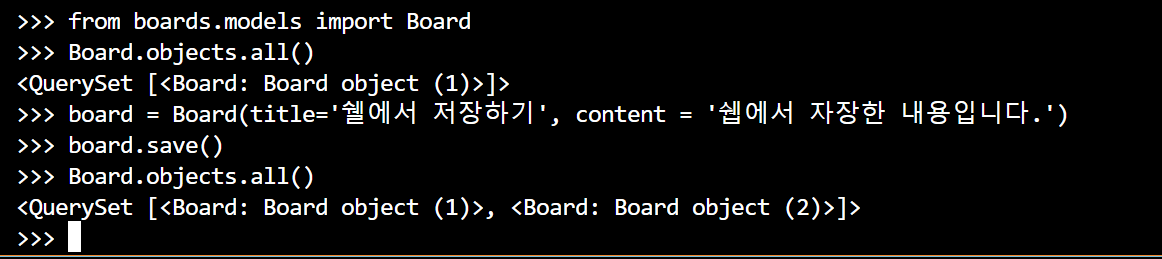 >>> from boards.models import Board
>>> Board.objects.all()
<QuerySet [<Board: Board object (1)>]>
>>> board = Board(title='쉘에서 저장하기', content = '쉡에서 자장한 내용입니다.')
>>> board.save()
>>> Board.objects.all()
<QuerySet [<Board: Board object (1)>, <Board: Board object (2)>]>
>>>